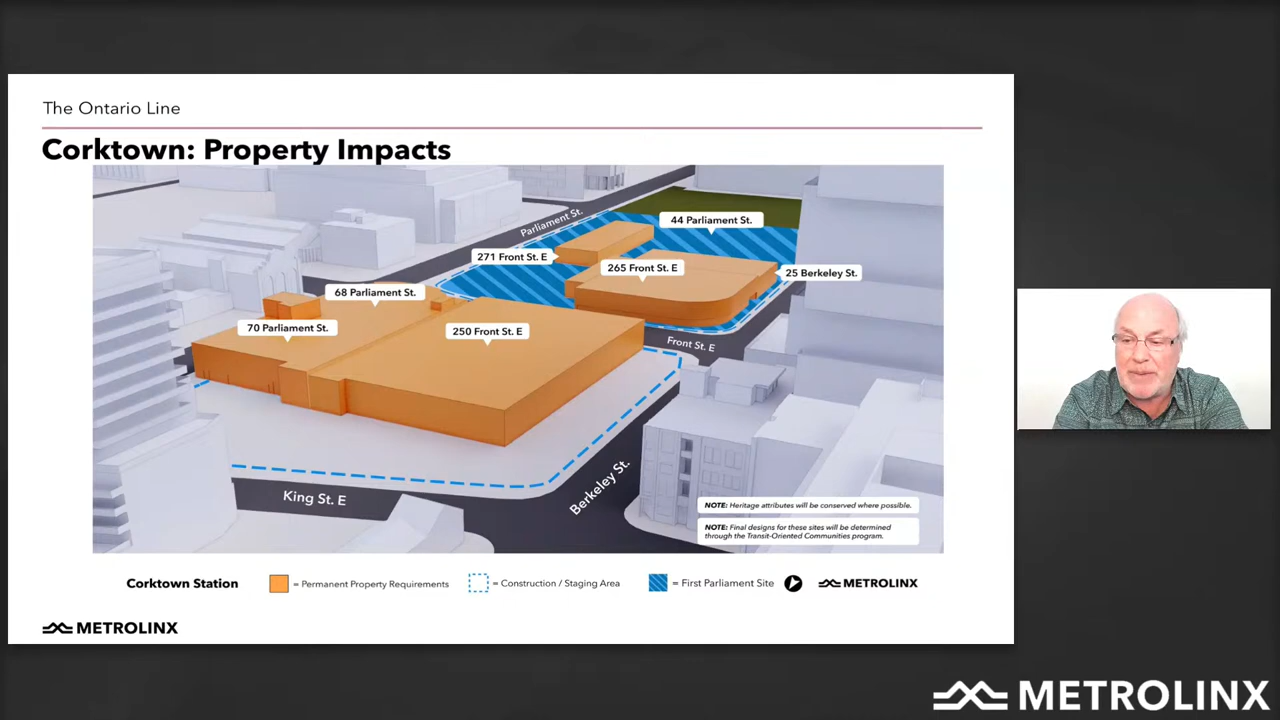 The Ontario Line
Corktown: Property Impacts
Parliament St.
44 Parliament St.
271 Front St. E
265 Front St. E
25 Berkeley St.
68 Parliament St.
70 Parliament St.
250 Front St. E
Front St. E
King St. E
Berkeley St.
NOTE: Heritage attributes will be conserved where possible.
NOTE: Final designs for these sites will be determined
through the Transit-Oriented Communities program.
Corktown Station
= Permanent Property Requirements
= Construction / Staging Area
= First Parliament Site
METROLINX
METROLINX
METROLINX